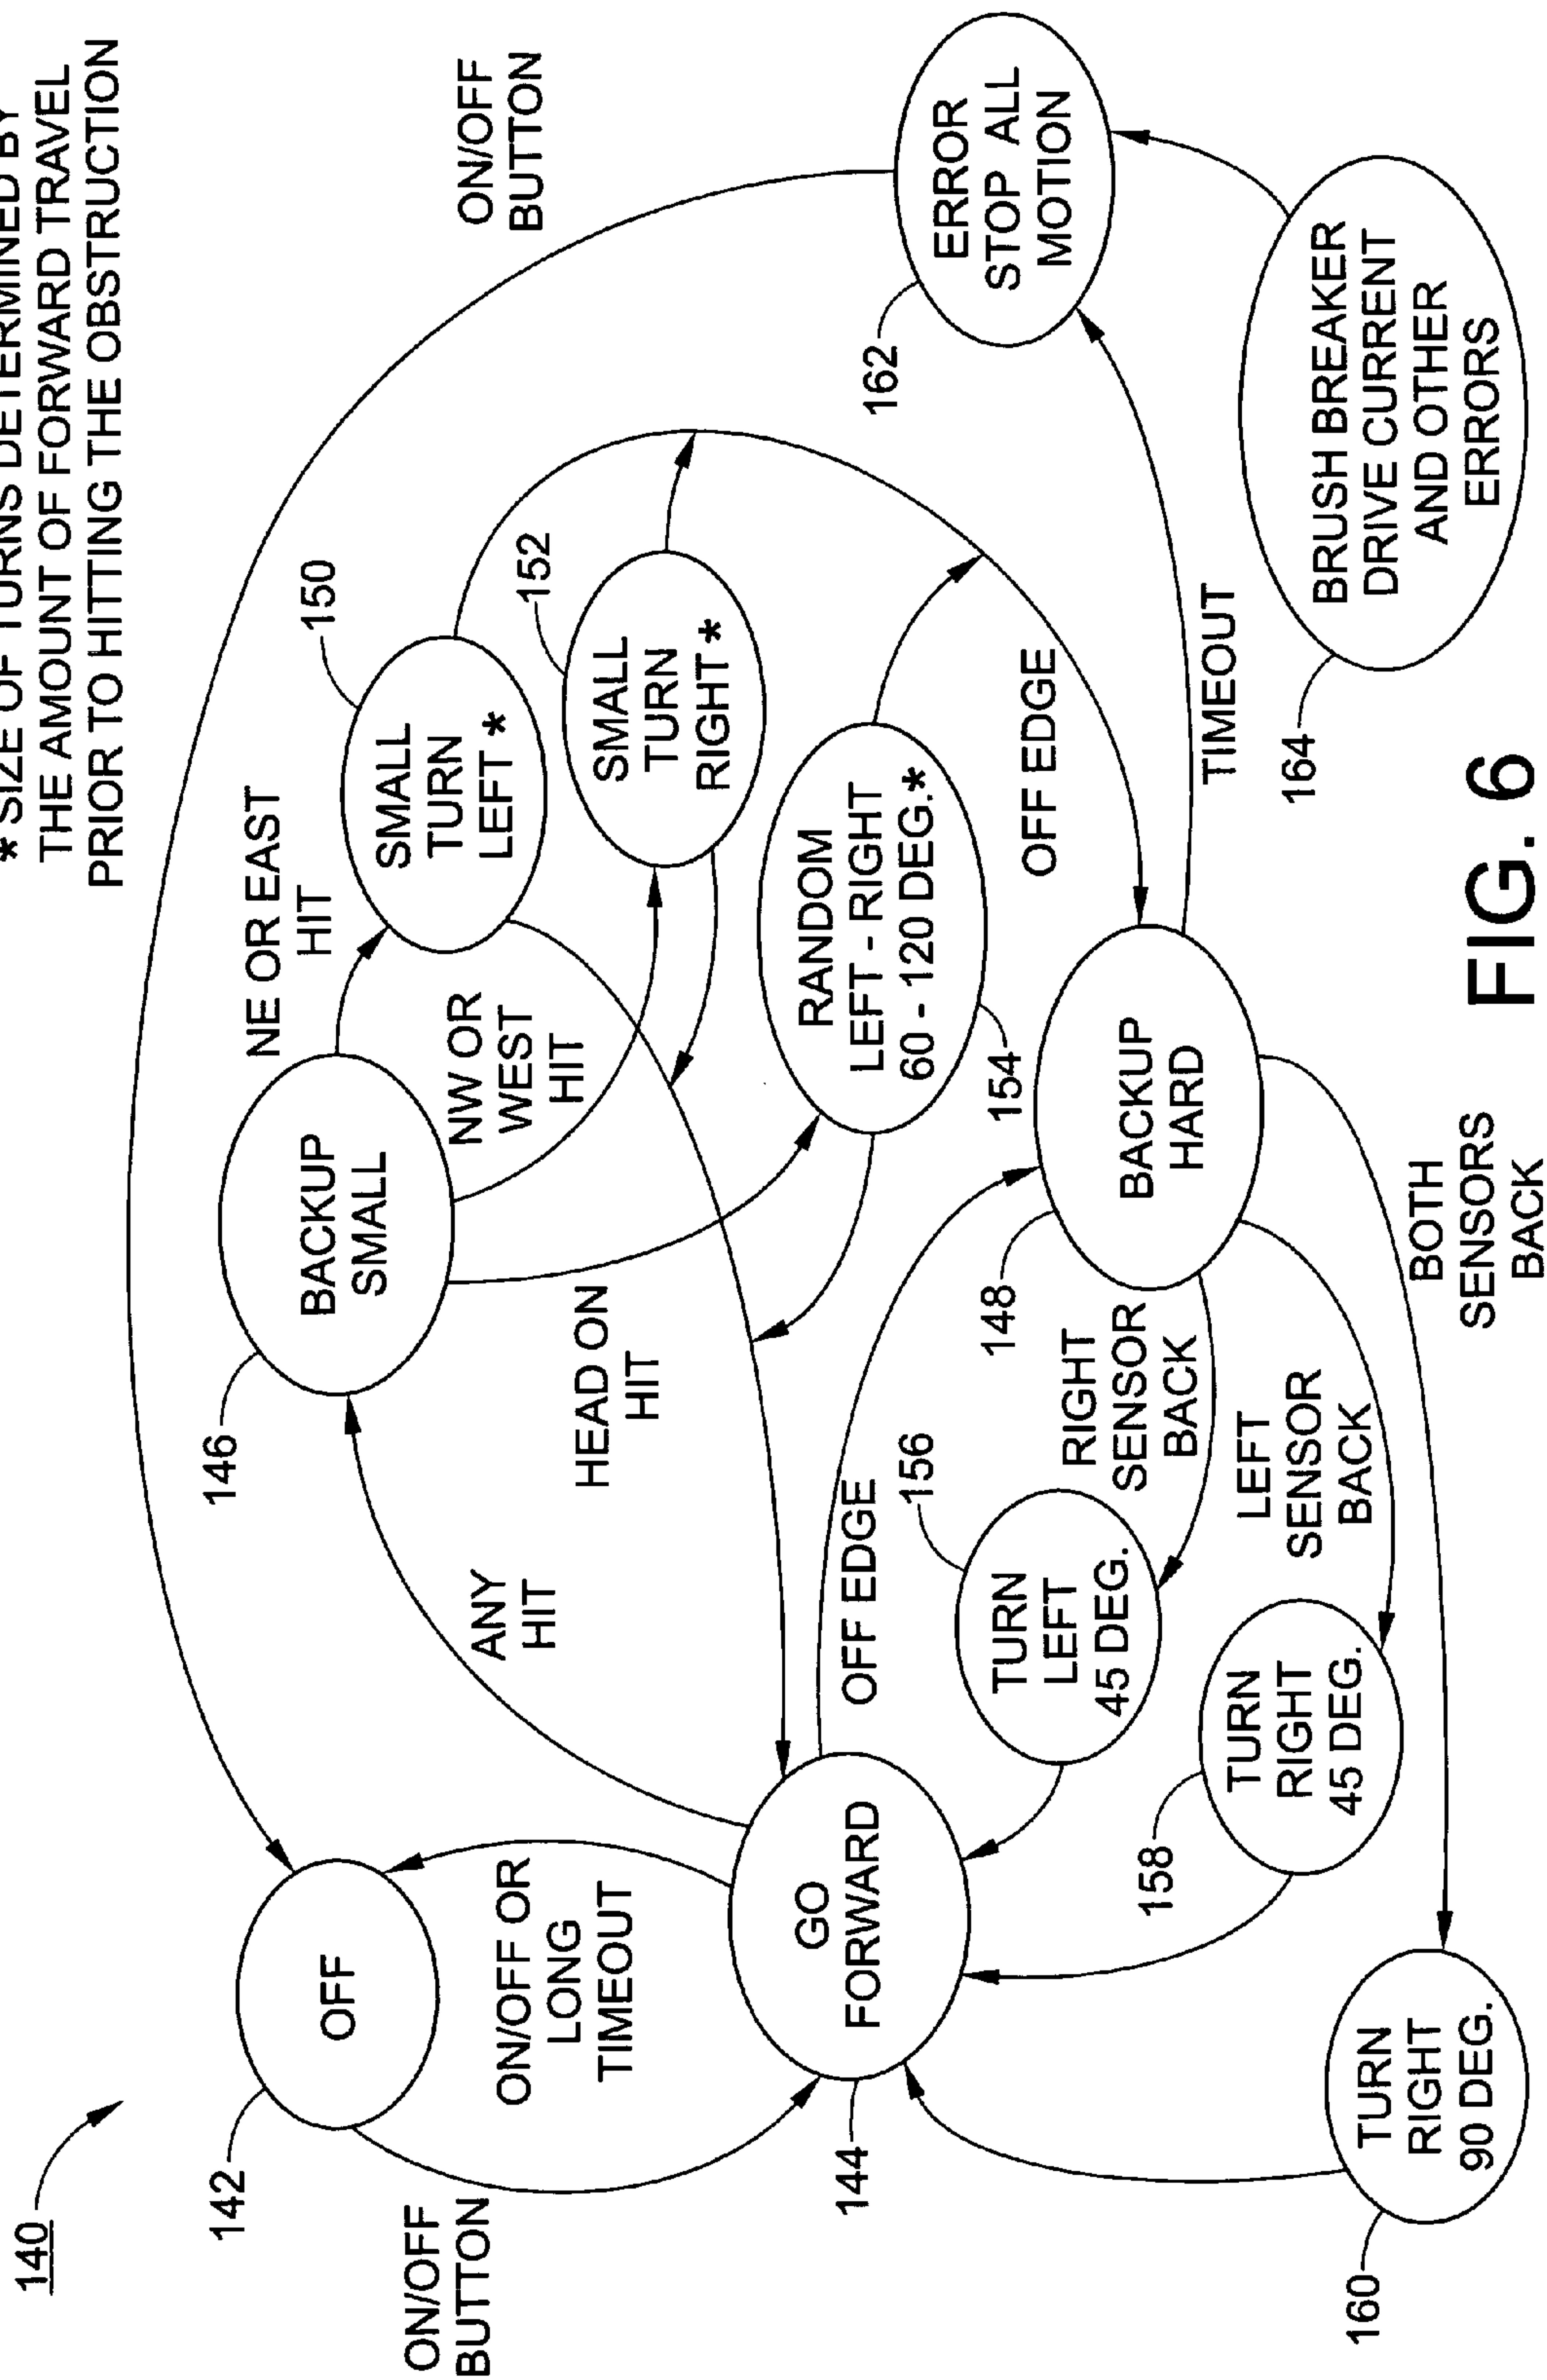 140
* SIZE OF TURNS DETERMINED BY
THE AMOUNT OF FORWARD TRAVEL
PRIOR TO HITTING THE OBSTRUCTION
142
OFF
ON/OFF
BUTTON
ON/OFF OR
LONG
TIMEOUT
144
GO
FORWARD
ANY
HIT
146
BACKUP
SMALL
NE OR EAST
HIT
NW OR
WEST
HIT
HEAD ON
HIT
150
SMALL
TURN
LEFT *
152
SMALL
TURN
RIGHT *
RANDOM
LEFT - RIGHT
60 - 120 DEG.*
154
ON/OFF
BUTTON
OFF EDGE
OFF EDGE
148
BACKUP
HARD
RIGHT
SENSOR
BACK
156
TURN
LEFT
45 DEG.
LEFT
SENSOR
BACK
158
TURN
RIGHT
45 DEG.
BOTH
SENSORS
BACK
160
TURN
RIGHT
90 DEG.
TIMEOUT
162
ERROR
STOP ALL
MOTION
164
BRUSH BREAKER
DRIVE CURRENT
AND OTHER
ERRORS
FIG. 6